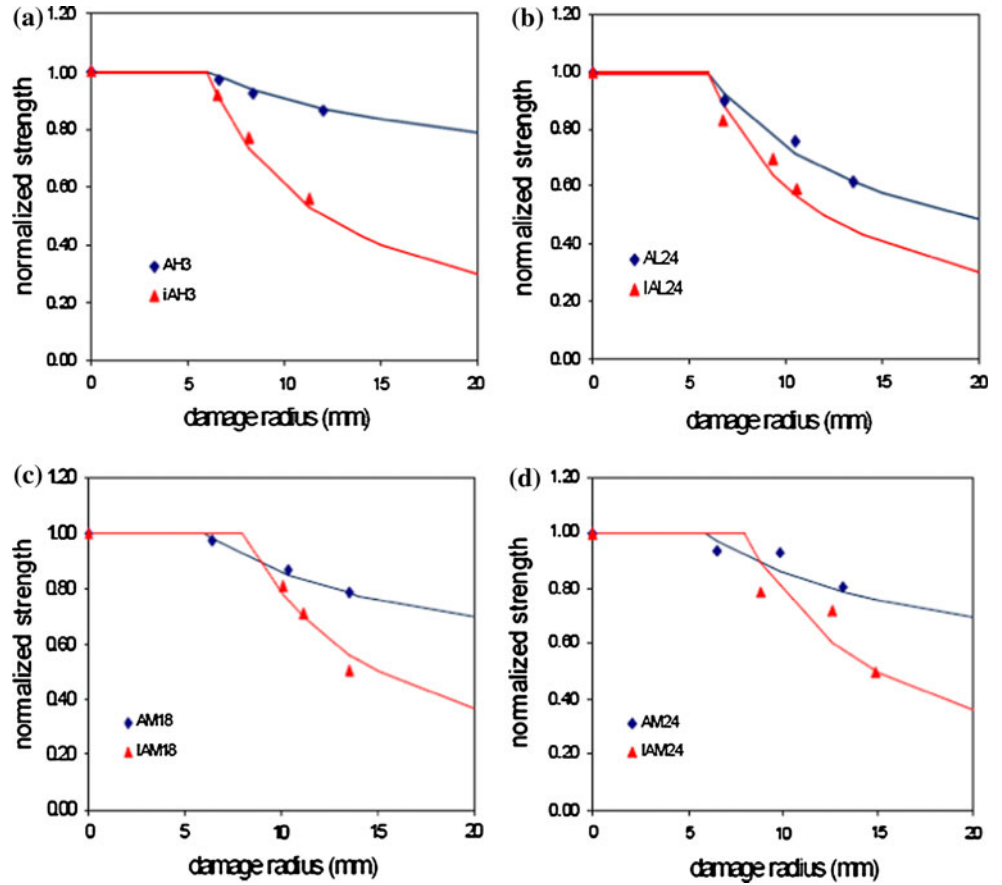 (a)
1.20
1.00
0.80
0.60
0.40
0.20
0.00
normalized strength
AH3
iAH3
0 5 10 15 20
damage radius (mm)
(b)
1.20
1.00
0.80
0.60
0.40
0.20
0.00
normalized strength
AL24
IAL24
0 5 10 15 20
damage radius (mm)
(c)
1.20
1.00
0.80
0.60
0.40
0.20
0.00
normalized strength
AM18
IAM18
0 5 10 15 20
damage radius (mm)
(d)
1.20
1.00
0.80
0.60
0.40
0.20
0.00
normalized strength
AM24
IAM24
0 5 10 15 20
damage radius (mm)